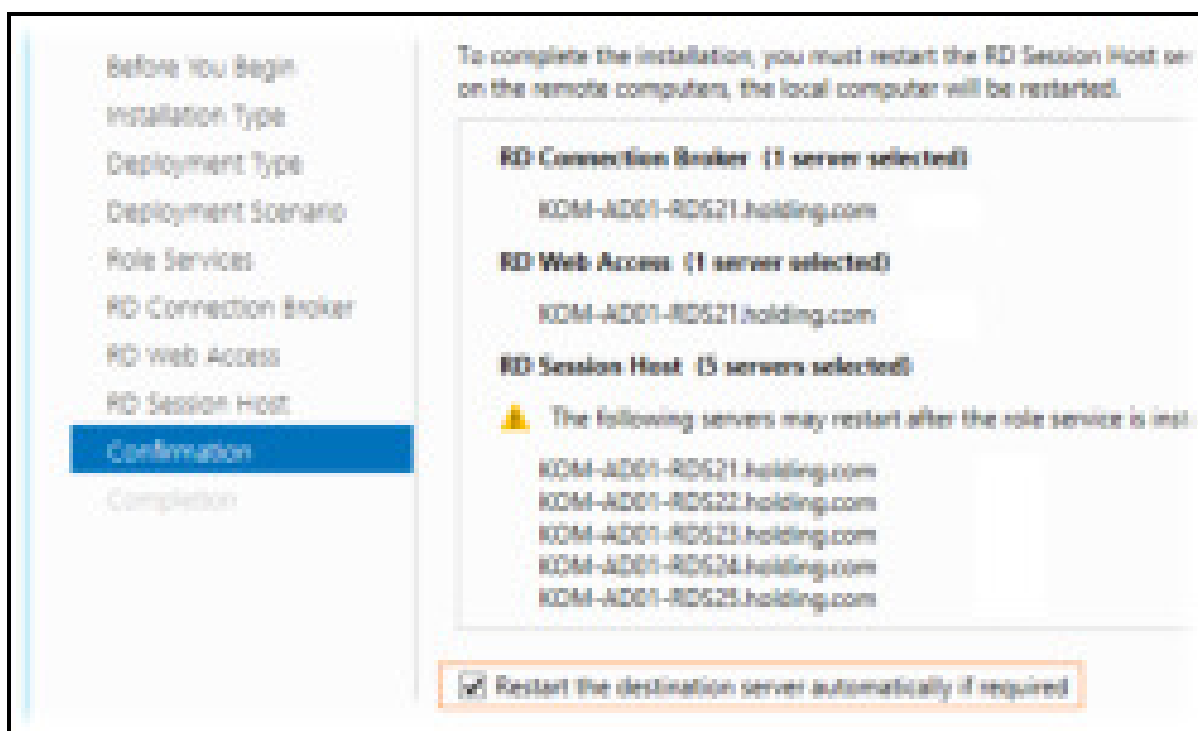 Before You Begin
Installation Type
Deployment Type
Deployment Scenario
Role Services
RD Connection Broker
RD Web Access
RD Session Host
Confirmation
Completion
To complete the installation, you must restart the RD Session Host ser
on the remote computers, the local computer will be restarted.
RD Connection Broker (1 server selected)
KOM-AD01-RDS21.holding.com
RD Web Access (1 server selected)
KOM-AD01-RDS21.holding.com
RD Session Host (5 servers selected)
The following servers may restart after the role service is inst
KOM-AD01-RDS21.holding.com
KOM-AD01-RDS22.holding.com
KOM-AD01-RDS23.holding.com
KOM-AD01-RDS24.holding.com
KOM-AD01-RDS25.holding.com
Restart the destination server automatically if required